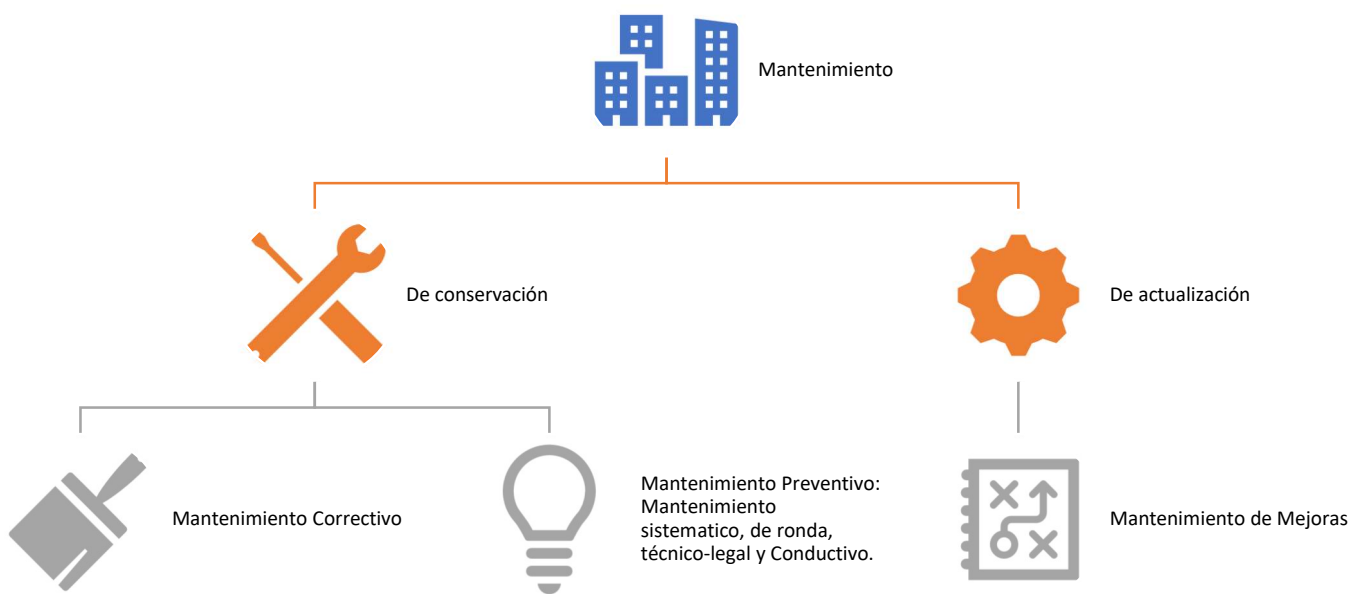 Mantenimiento
De conservación
De actualización
Mantenimiento Correctivo
Mantenimiento Preventivo:
Mantenimiento
sistematico, de ronda,
técnico-legal y Conductivo.
Mantenimiento de Mejoras